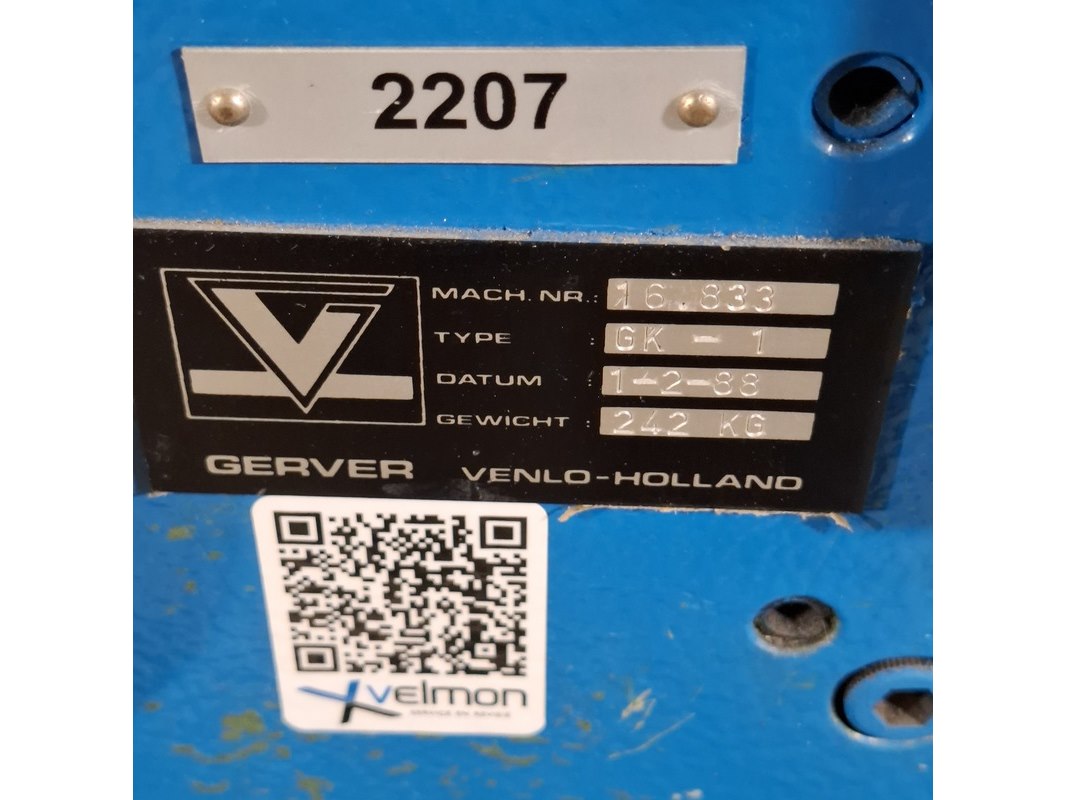 2207
MACH. NR.: 16.833
TYPE : GK - 1
DATUM : 1-2-88
GEWICHT : 242 KG
GERVER VENLO-HOLLAND
velmon